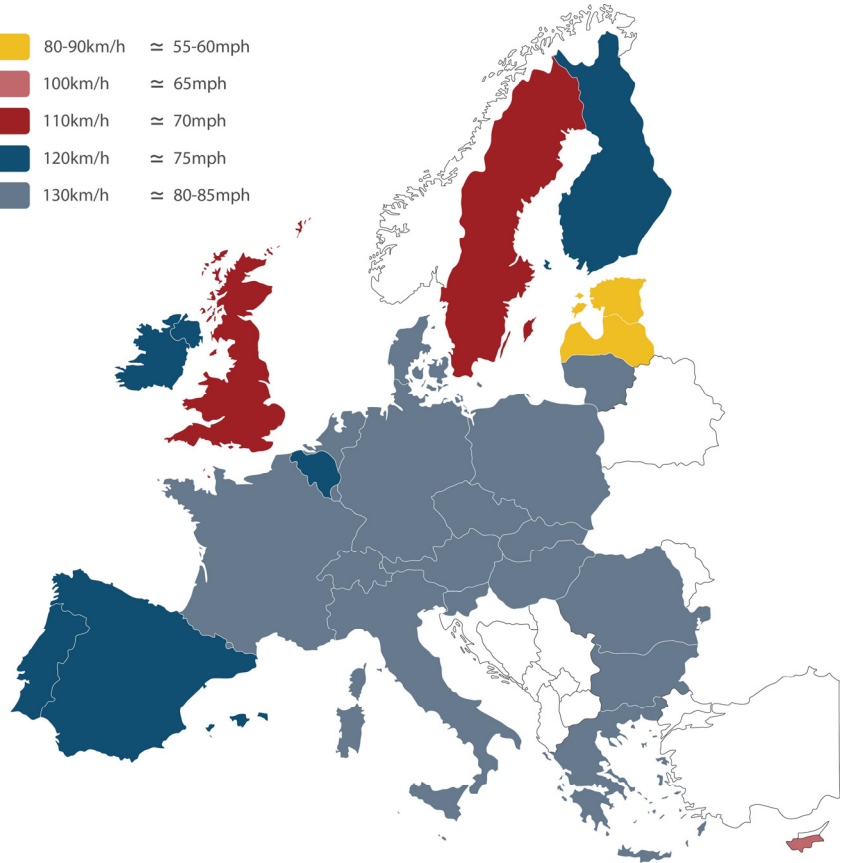 80-90km/h ≃ 55-60mph
100km/h ≃ 65mph
110km/h ≃ 70mph
120km/h ≃ 75mph
130km/h ≃ 80-85mph